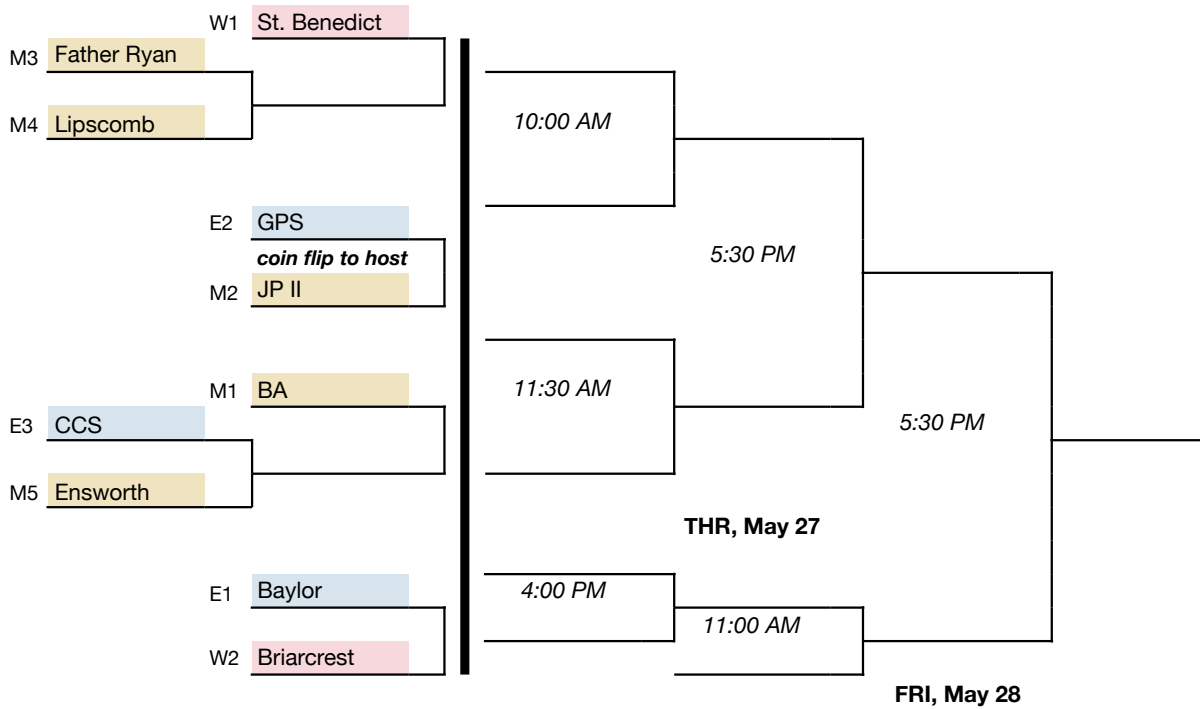 W1 St. Benedict
M3 Father Ryan
M4 Lipscomb
10:00 AM
E2 GPS
coin flip to host
M2 JP II
5:30 PM
M1 BA
11:30 AM
E3 CCS
5:30 PM
M5 Ensworth
THR, May 27
E1 Baylor
4:00 PM
11:00 AM
W2 Briarcrest
FRI, May 28